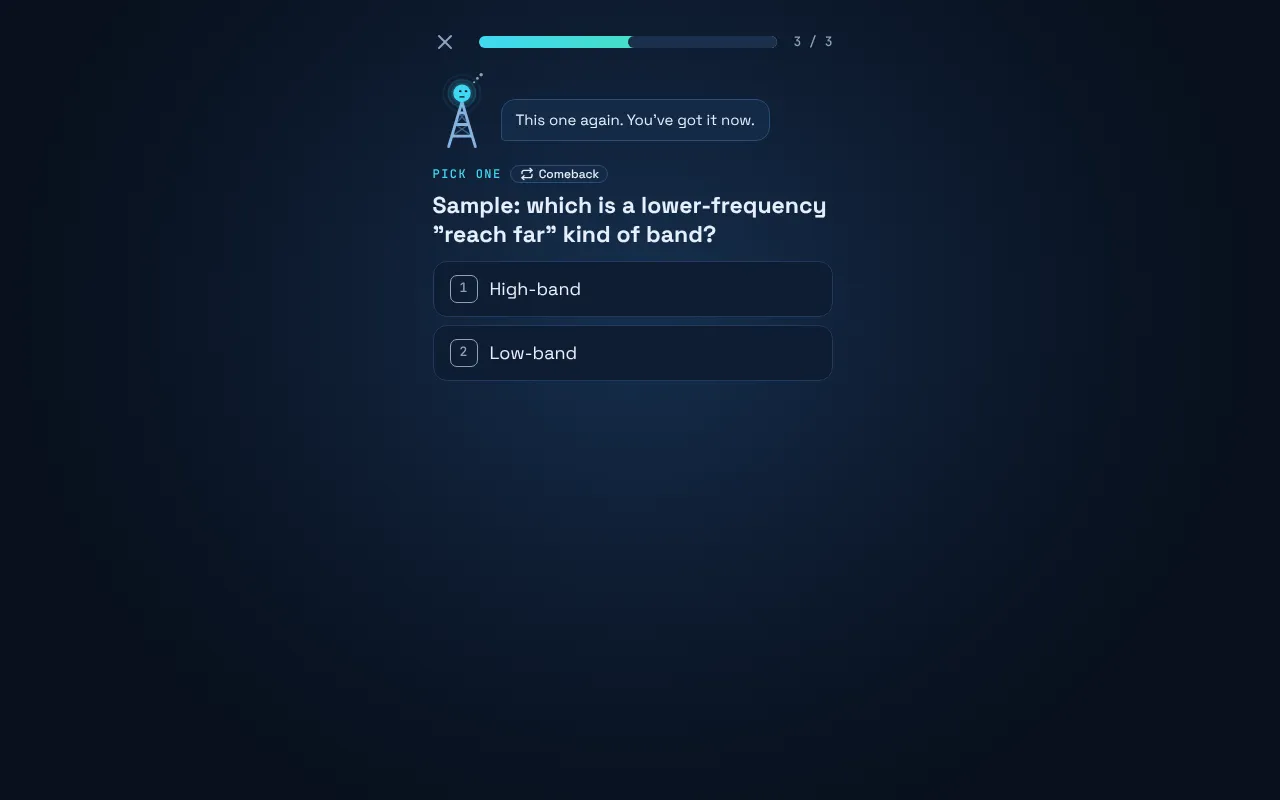 3 / 3
This one again. You’ve got it now.
PICK ONE Comeback
Sample: which is a lower-frequency
”reach far” kind of band?
1 High-band
2 Low-band